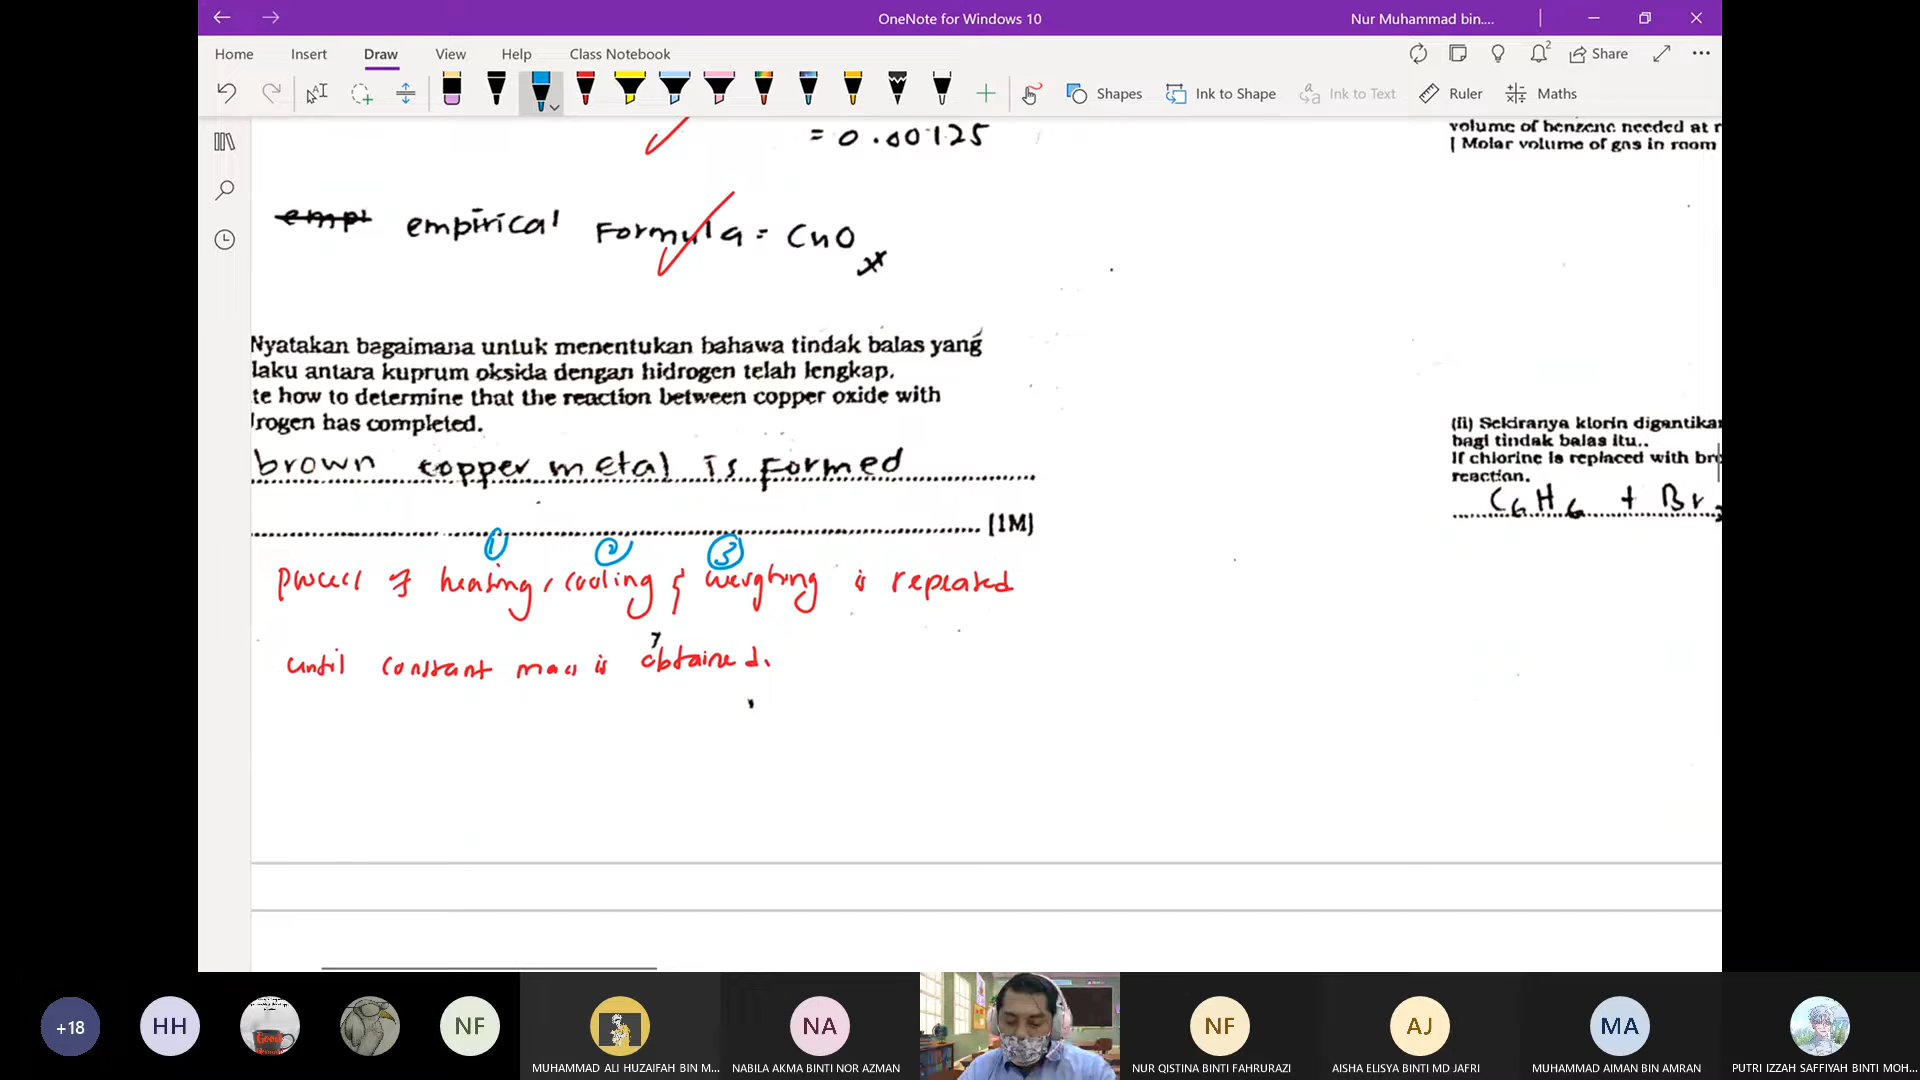 OneNote for Windows 10
Nur Muhammad bin....
Home Insert Draw View Help Class Notebook
2 Share
Shapes Ink to Shape Ink to Text Ruler Maths
= 0.00125
volume of benzene needed at r
[ Molar volume of gas in room
empi empirical Formula = CuO
Nyatakan bagaimana untuk menentukan bahawa tindak balas yang
laku antara kuprum oksida dengan hidrogen telah lengkap.
te how to determine that the reaction between copper oxide with
rogen has completed.
brown copper metal is formed
[1M]
(ii) Sekiranya klorin digantikan
bagi tindak balas itu..
If chlorine is replaced with bro
reaction.
C6H6 + Br2
1 2 3
process of heating, cooling & weighing is repeated
until constant mass is obtained.
+18
HH
Good
NF
MUHAMMAD ALI HUZAIFAH BIN M...
NA
NABILA AKMA BINTI NOR AZMAN
NF
NUR QISTINA BINTI FAHRURAZI
AJ
AISHA ELISYA BINTI MD JAFRI
MA
MUHAMMAD AIMAN BIN AMRAN
PUTRI IZZAH SAFFIYAH BINTI MOH...